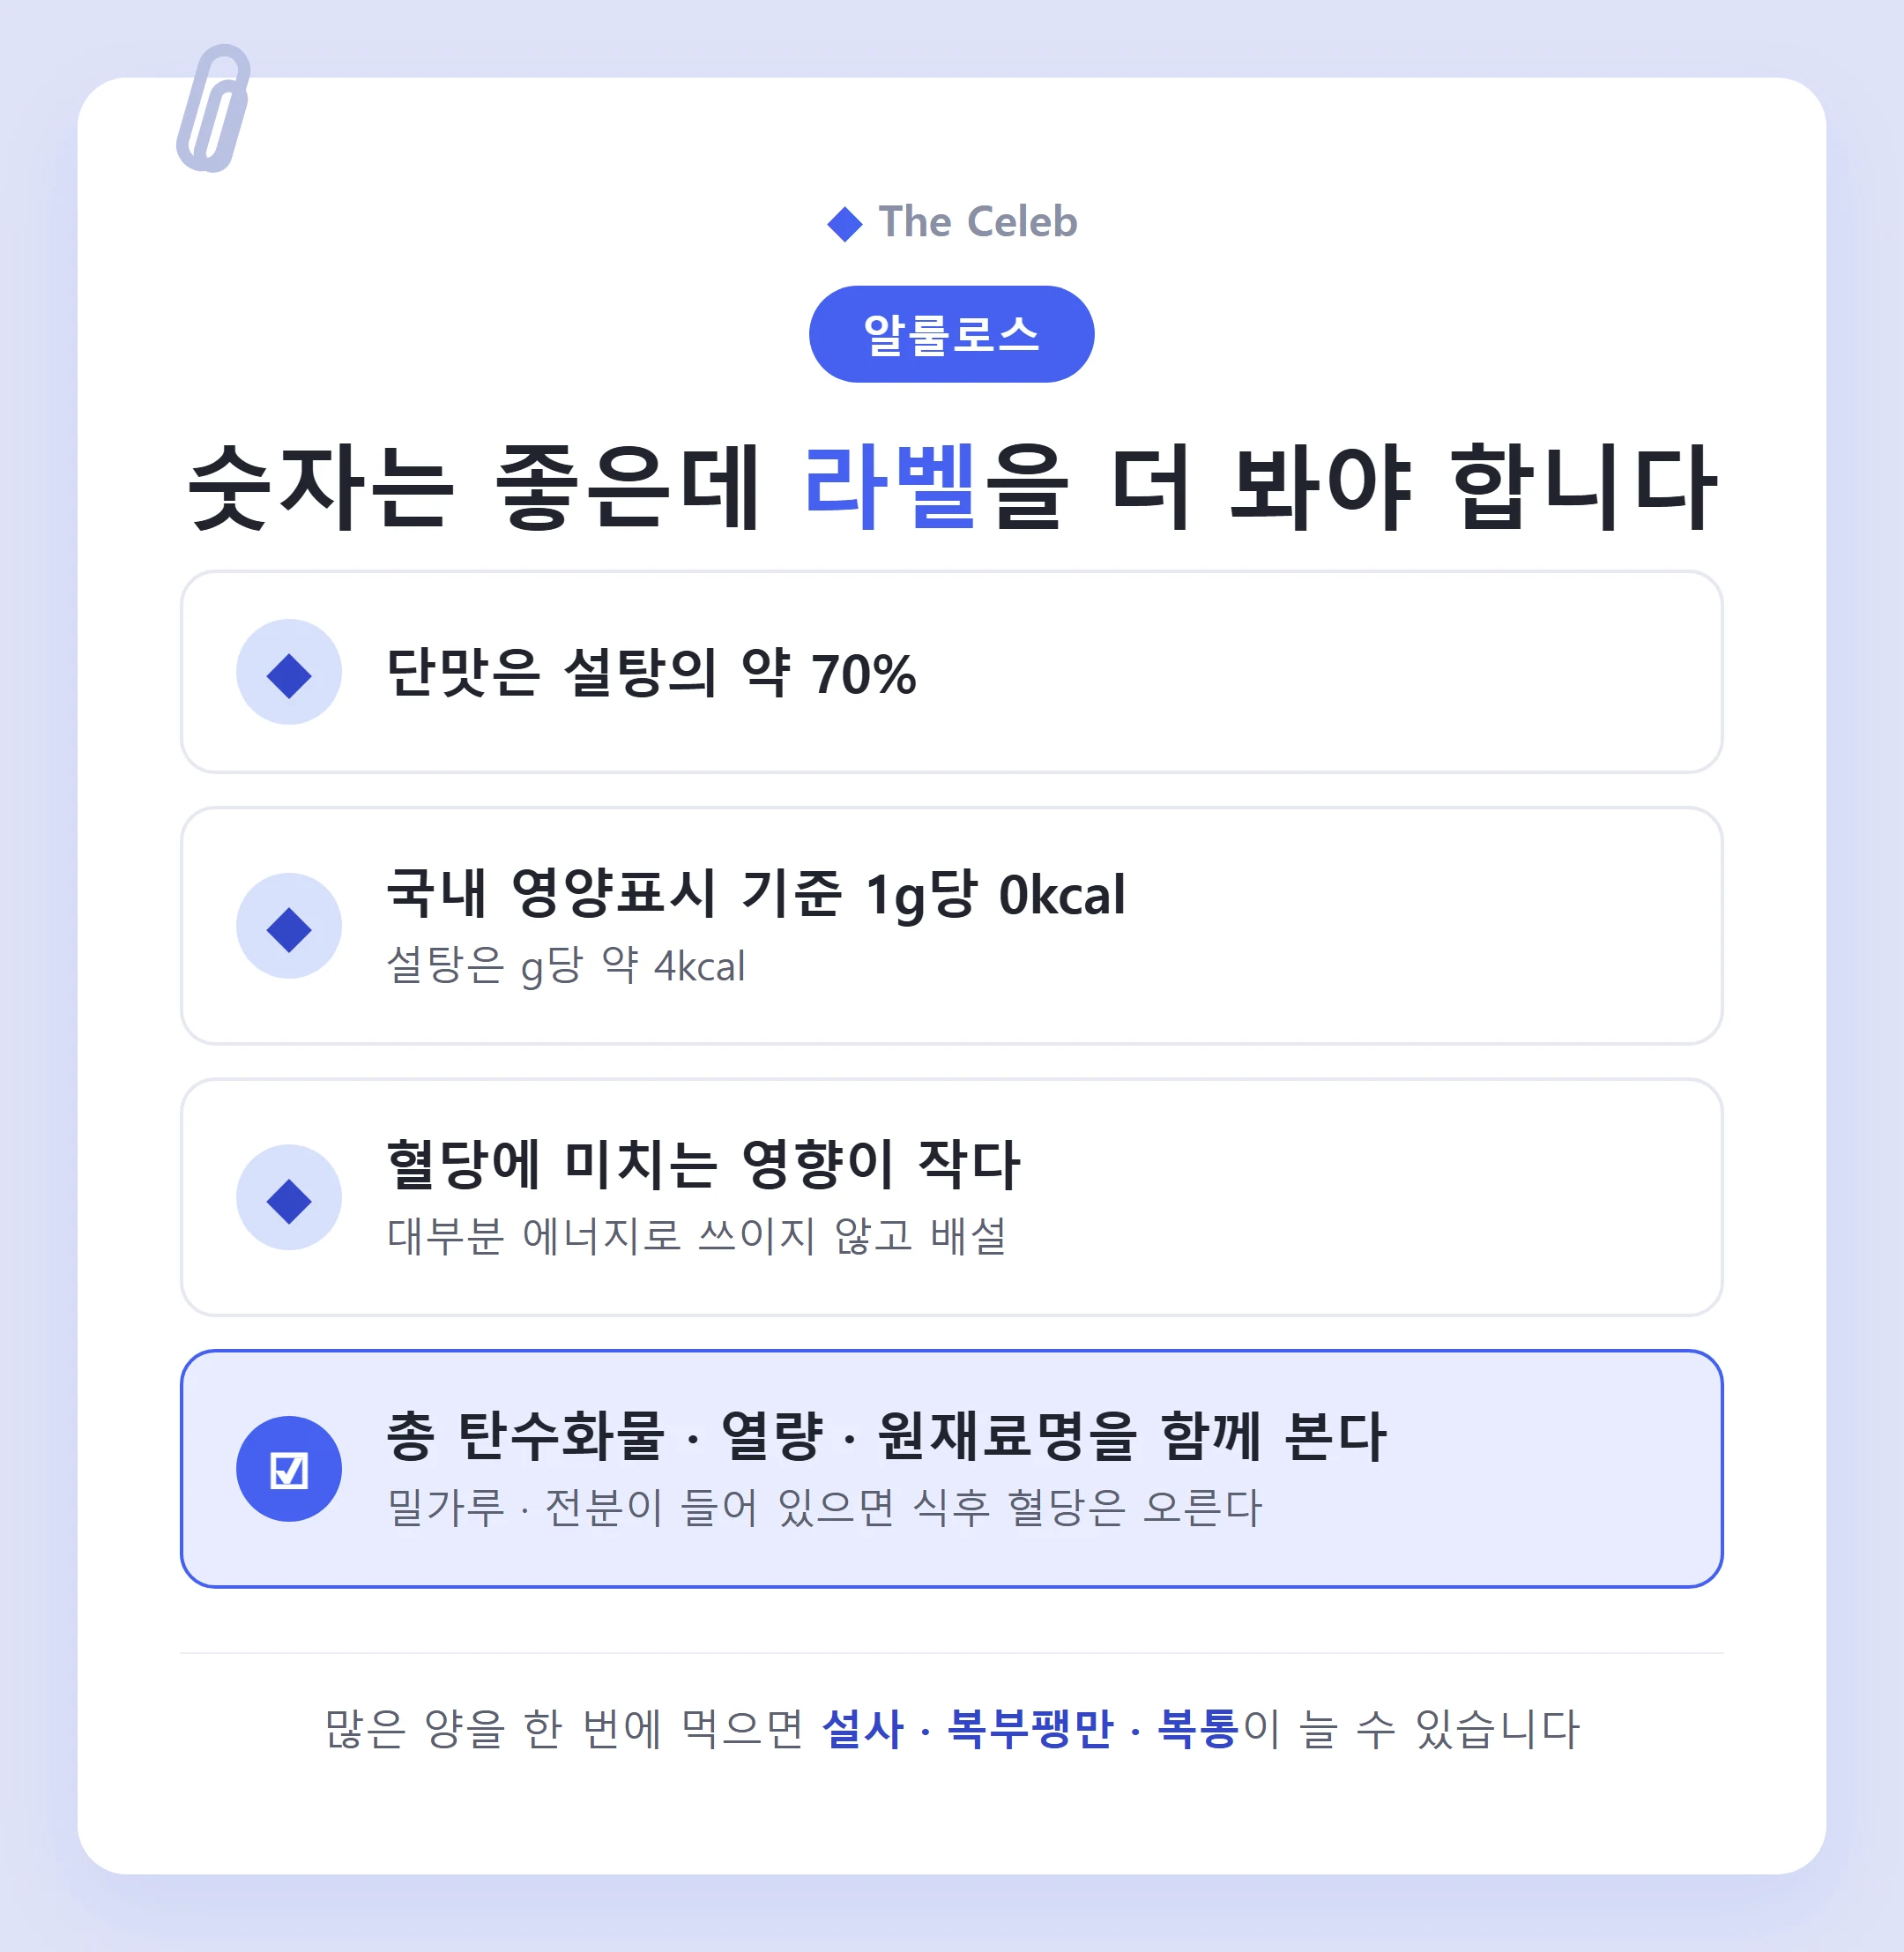 The Celeb
알룰로스
숫자는 좋은데 라벨을 더 봐야 합니다
단맛은 설탕의 약 70%
국내 영양표시 기준 1g당 0kcal
설탕은 g당 약 4kcal
혈당에 미치는 영향이 작다
대부분 에너지로 쓰이지 않고 배설
총 탄수화물 · 열량 · 원재료명을 함께 본다
밀가루 · 전분이 들어 있으면 식후 혈당은 오른다
많은 양을 한 번에 먹으면 설사 · 복부팽만 · 복통이 늘 수 있습니다